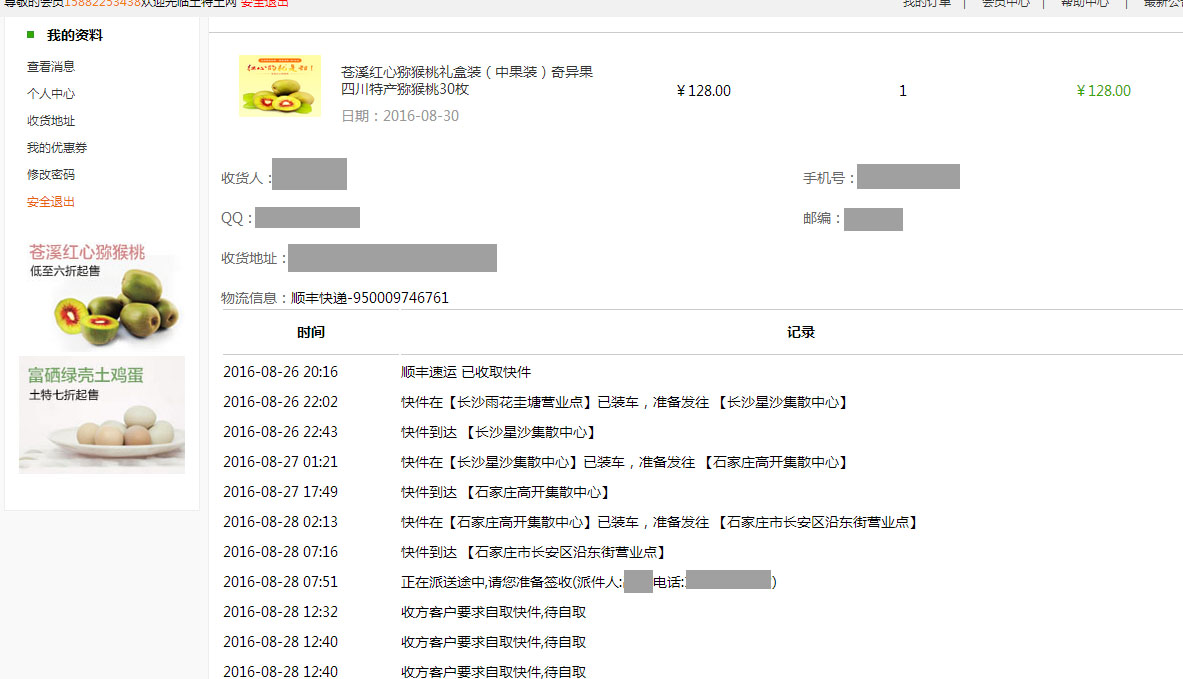 尊敬的会员15882253438欢迎光临土特土网 安全退出
我的订单 | 会员中心 | 帮助中心 | 最新公告
我的资料
查看消息
个人中心
收货地址
我的优惠券
修改密码
安全退出
苍溪红心猕猴桃
低至六折起售
富硒绿壳土鸡蛋
土特七折起售
苍溪红心猕猴桃礼盒装（中果装）奇异果
四川特产猕猴桃30枚
日期：2016-08-30
¥ 128.00
1
¥ 128.00
收货人：
手机号：
QQ：
邮编：
收货地址：
物流信息：顺丰快递-950009746761
时间 记录
2016-08-26 20:16 顺丰速运 已收取快件
2016-08-26 22:02 快件在【长沙雨花圭塘营业点】已装车，准备发往 【长沙星沙集散中心】
2016-08-26 22:43 快件到达 【长沙星沙集散中心】
2016-08-27 01:21 快件在【长沙星沙集散中心】已装车，准备发往 【石家庄高开集散中心】
2016-08-27 17:49 快件到达 【石家庄高开集散中心】
2016-08-28 02:13 快件在【石家庄高开集散中心】已装车，准备发往 【石家庄市长安区沿东街营业点】
2016-08-28 07:16 快件到达 【石家庄市长安区沿东街营业点】
2016-08-28 07:51 正在派送途中,请您准备签收(派件人: 电话: )
2016-08-28 12:32 收方客户要求自取快件,待自取
2016-08-28 12:40 收方客户要求自取快件,待自取
2016-08-28 12:40 收方客户要求自取快件,待自取